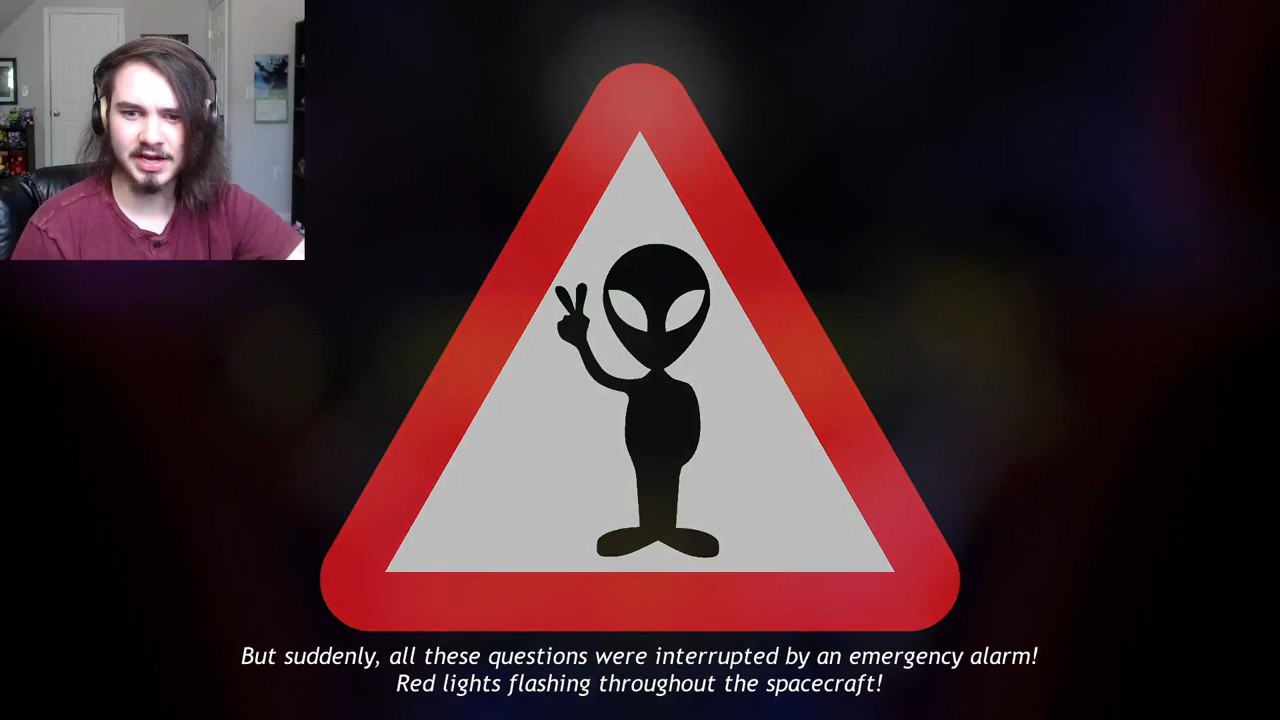 But suddenly, all these questions were interrupted by an emergency alarm!
Red lights flashing throughout the spacecraft!